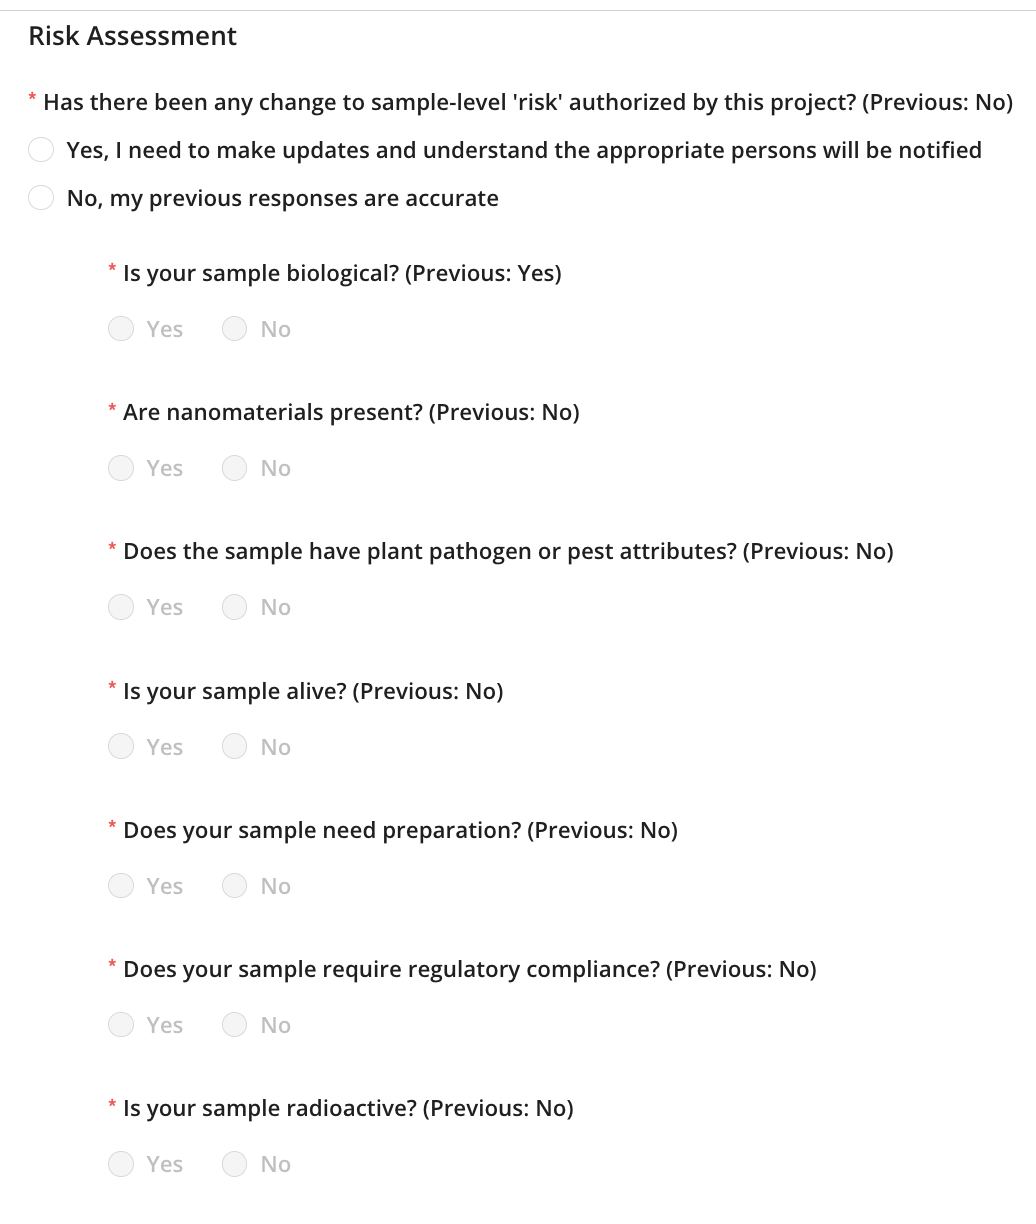 Risk Assessment
* Has there been any change to sample-level 'risk' authorized by this project? (Previous: No)
Yes, I need to make updates and understand the appropriate persons will be notified
No, my previous responses are accurate
* Is your sample biological? (Previous: Yes)
Yes No
* Are nanomaterials present? (Previous: No)
Yes No
* Does the sample have plant pathogen or pest attributes? (Previous: No)
Yes No
* Is your sample alive? (Previous: No)
Yes No
* Does your sample need preparation? (Previous: No)
Yes No
* Does your sample require regulatory compliance? (Previous: No)
Yes No
* Is your sample radioactive? (Previous: No)
Yes No